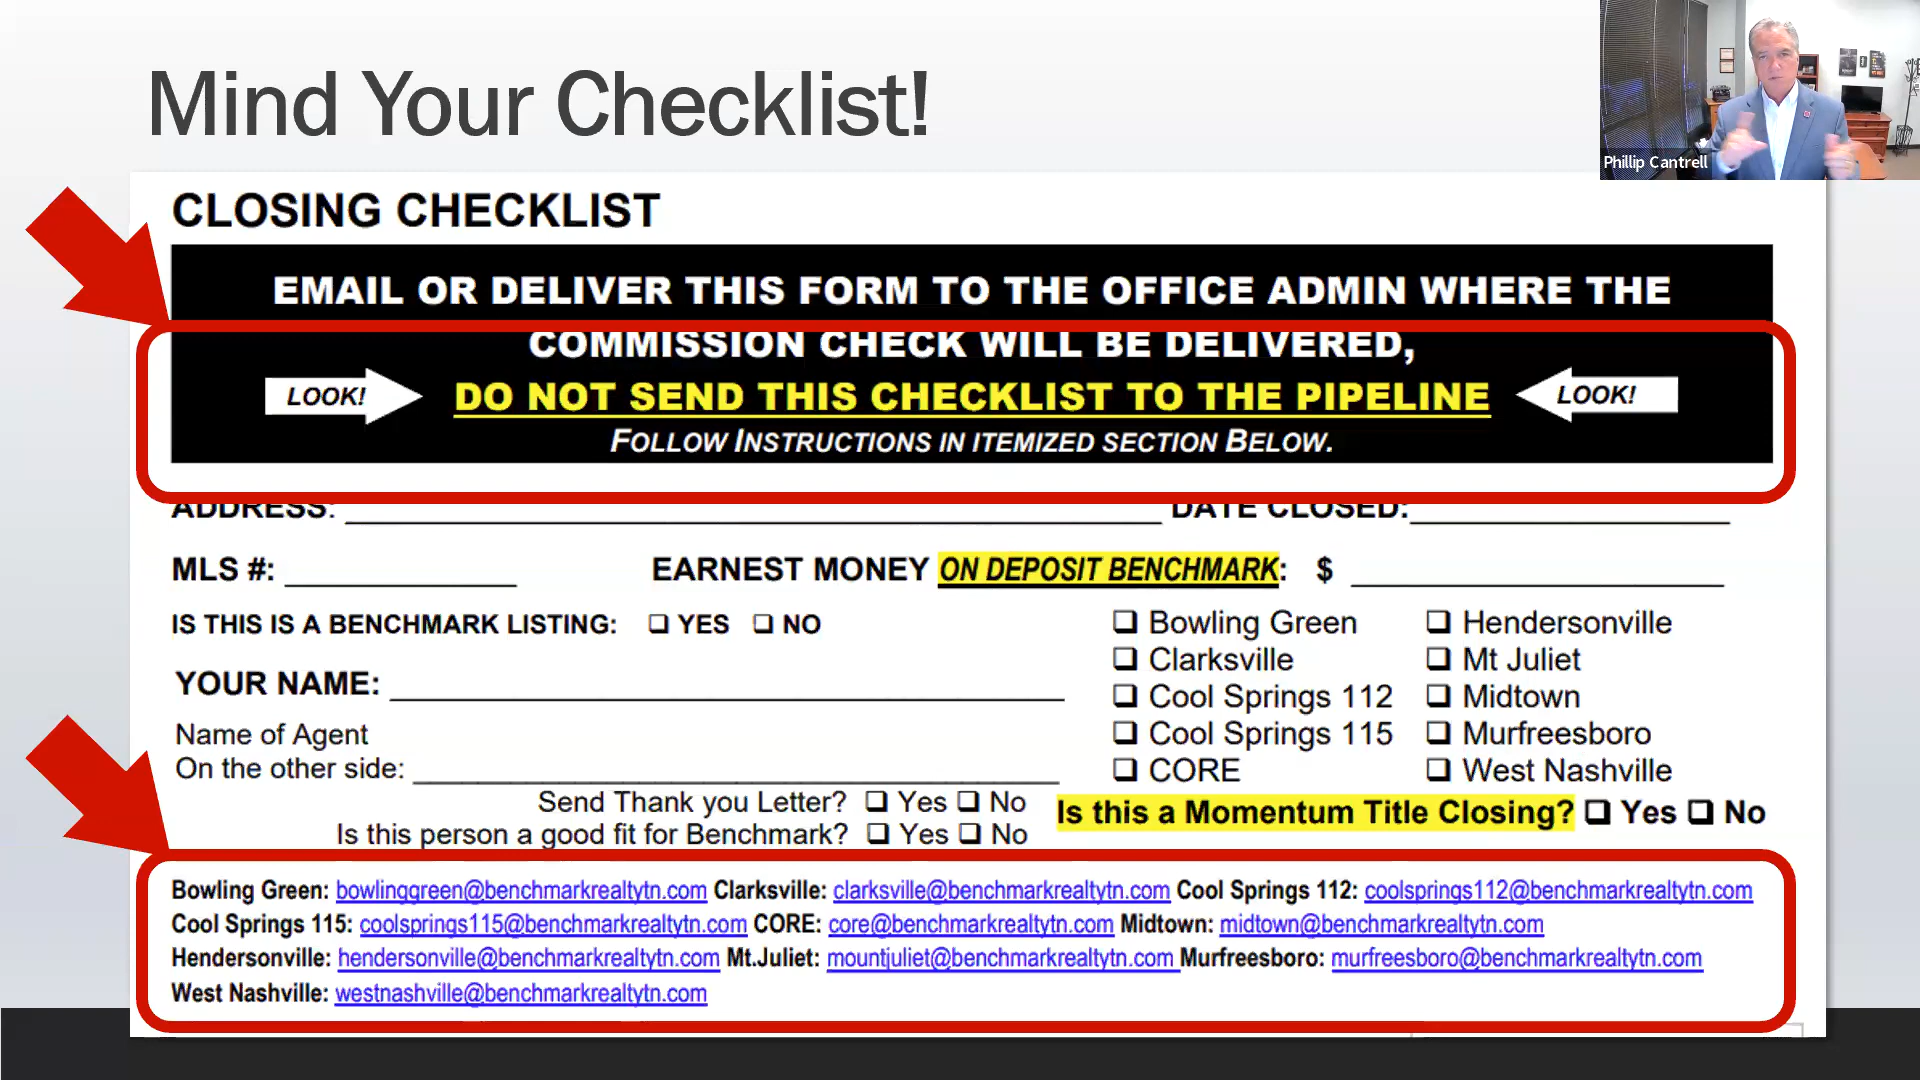 Mind Your Checklist!
Phillip Cantrell
CLOSING CHECKLIST
EMAIL OR DELIVER THIS FORM TO THE OFFICE ADMIN WHERE THE
COMMISSION CHECK WILL BE DELIVERED,
LOOK! DO NOT SEND THIS CHECKLIST TO THE PIPELINE LOOK!
FOLLOW INSTRUCTIONS IN ITEMIZED SECTION BELOW.
ADDRESS: DATE CLOSED:
MLS #: EARNEST MONEY ON DEPOSIT BENCHMARK: $
IS THIS IS A BENCHMARK LISTING: ❑ YES ❑ NO
❑ Bowling Green ❑ Hendersonville
❑ Clarksville ❑ Mt Juliet
YOUR NAME:
❑ Cool Springs 112 ❑ Midtown
Name of Agent
❑ Cool Springs 115 ❑ Murfreesboro
On the other side:
❑ CORE ❑ West Nashville
Send Thank you Letter? ❑ Yes ❑ No
Is this a Momentum Title Closing? ❑ Yes ❑ No
Is this person a good fit for Benchmark? ❑ Yes ❑ No
Bowling Green: bowlinggreen@benchmarkrealtytn.com Clarksville: clarksville@benchmarkrealtytn.com Cool Springs 112: coolsprings112@benchmarkrealtytn.com
Cool Springs 115: coolsprings115@benchmarkrealtytn.com CORE: core@benchmarkrealtytn.com Midtown: midtown@benchmarkrealtytn.com
Hendersonville: hendersonville@benchmarkrealtytn.com Mt.Juliet: mountjuliet@benchmarkrealtytn.com Murfreesboro: murfreesboro@benchmarkrealtytn.com
West Nashville: westnashville@benchmarkrealtytn.com